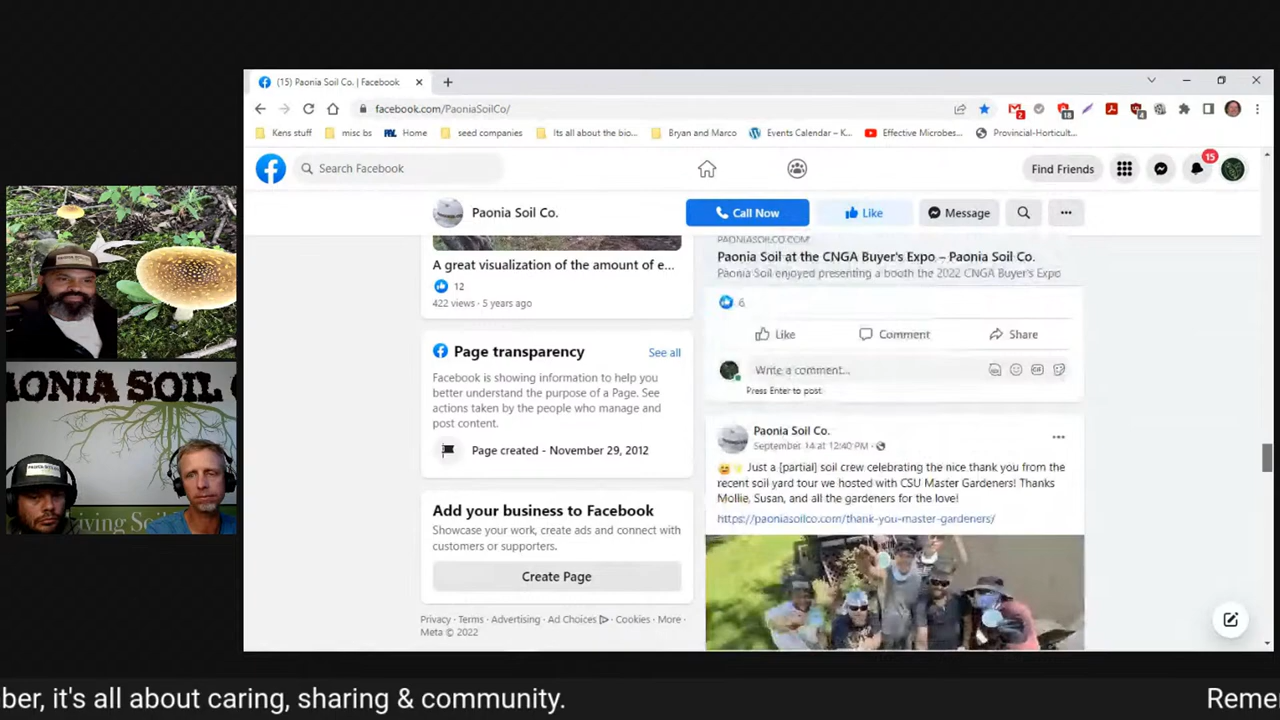 (15) Paonia Soil Co. | Facebook
facebook.com/PaoniaSoilCo/
2
18
4
Kens stuff
misc bs
Home
seed companies
Its all about the bio...
Bryan and Marco
Events Calendar – K...
Effective Microbes...
Provincial-Horticult...
Search Facebook
Find Friends
15
Paonia Soil Co.
Call Now
Like
Message
A great visualization of the amount of e...
12
422 views · 5 years ago
Page transparency
See all
Facebook is showing information to help you
better understand the purpose of a Page. See
actions taken by the people who manage and
post content.
Page created - November 29, 2012
Add your business to Facebook
Showcase your work, create ads and connect with
customers or supporters.
Create Page
Privacy · Terms · Advertising · Ad Choices · Cookies · More ·
Meta © 2022
PAONIASOILCO.COM
Paonia Soil at the CNGA Buyer's Expo – Paonia Soil Co.
Paonia Soil enjoyed presenting a booth the 2022 CNGA Buyer's Expo
6
Like
Comment
Share
Write a comment...
GIF
Press Enter to post.
Paonia Soil Co.
September 14 at 12:40 PM ·
Just a [partial] soil crew celebrating the nice thank you from the
recent soil yard tour we hosted with CSU Master Gardeners! Thanks
Mollie, Susan, and all the gardeners for the love!
https://paoniasoilco.com/thank-you-master-gardeners/
AONIA SOIL
iving Soi
ber, it's all about caring, sharing & community.
Reme